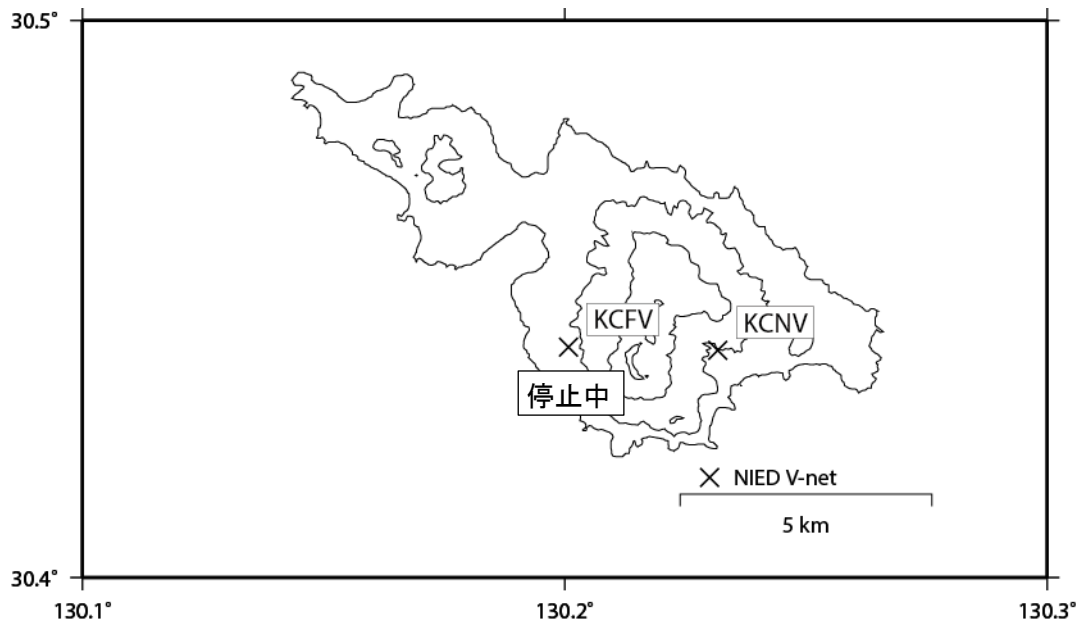 30.5°
KCFV
KCNV
停止中
NIED V-net
5 km
30.4°
130.1°
130.2°
130.3°